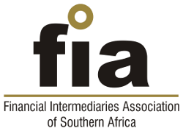 fia
Financial Intermediaries Association
of Southern Africa